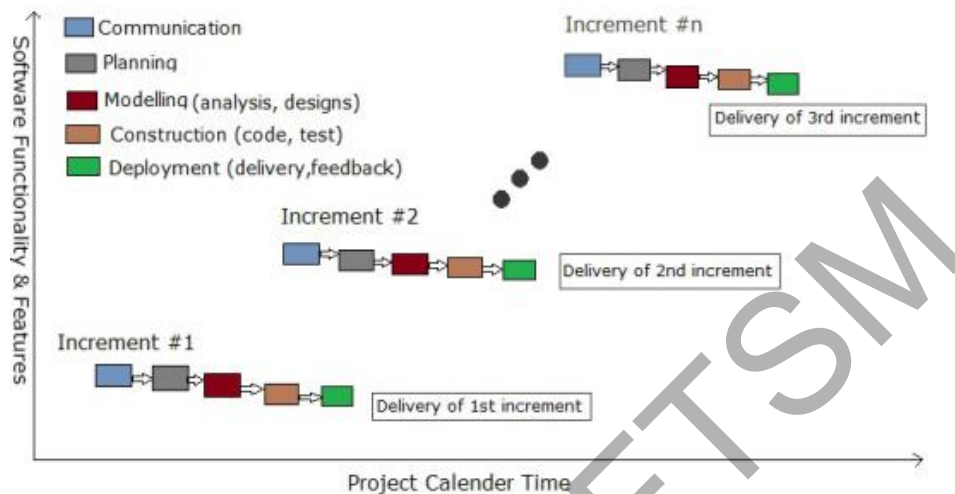 Software Functionality & Features
Communication
Planning
Modelling (analysis, designs)
Construction (code, test)
Deployment (delivery,feedback)
Increment #n
Delivery of 3rd increment
Increment #2
Delivery of 2nd increment
Increment #1
Delivery of 1st increment
Project Calender Time
FTSM